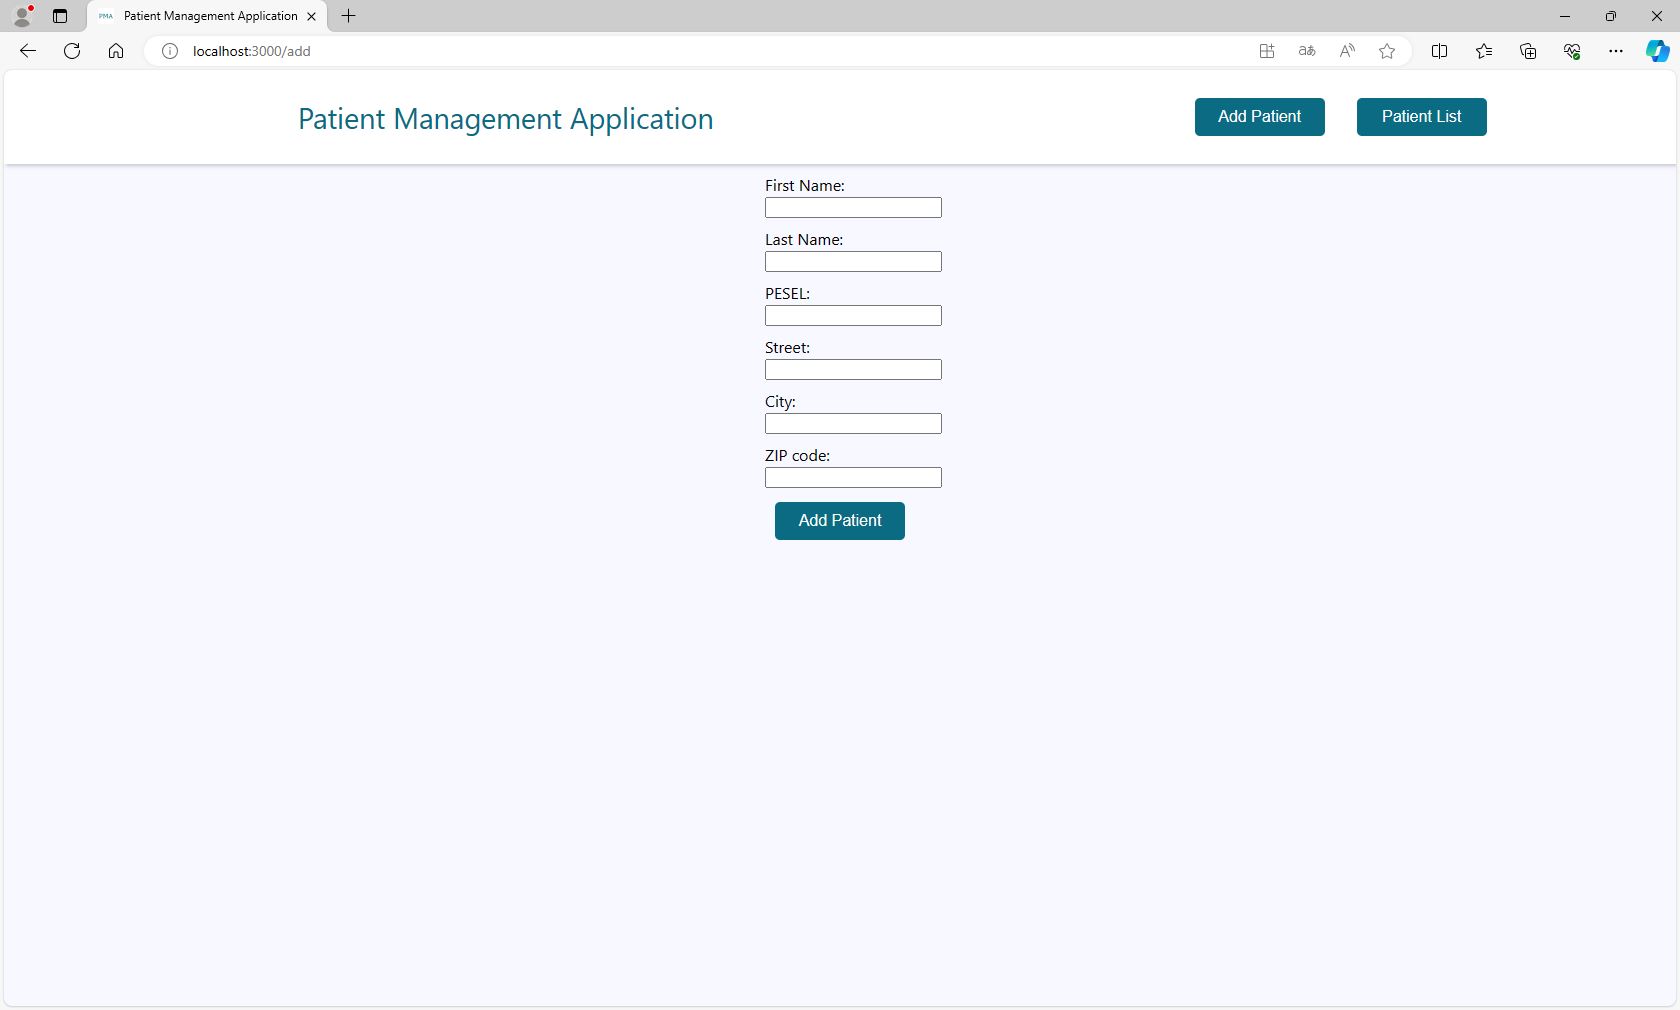 PMA Patient Management Application
localhost:3000/add
Patient Management Application
Add Patient
Patient List
First Name:
Last Name:
PESEL:
Street:
City:
ZIP code:
Add Patient